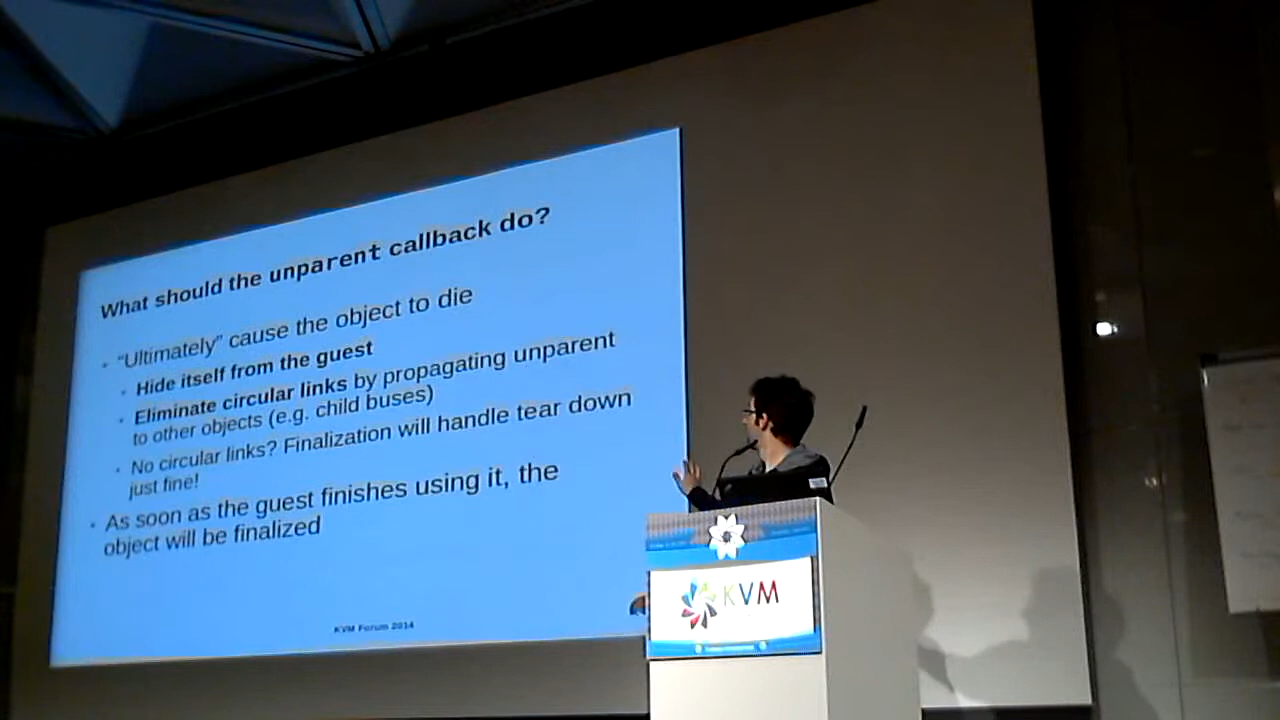 What should the unparent callback do?
“Ultimately” cause the object to die
Hide itself from the guest
Eliminate circular links by propagating unparent
to other objects (e.g. child buses)
No circular links? Finalization will handle tear down
just fine!
As soon as the guest finishes using it, the
object will be finalized
KVM Forum 2014
KVM